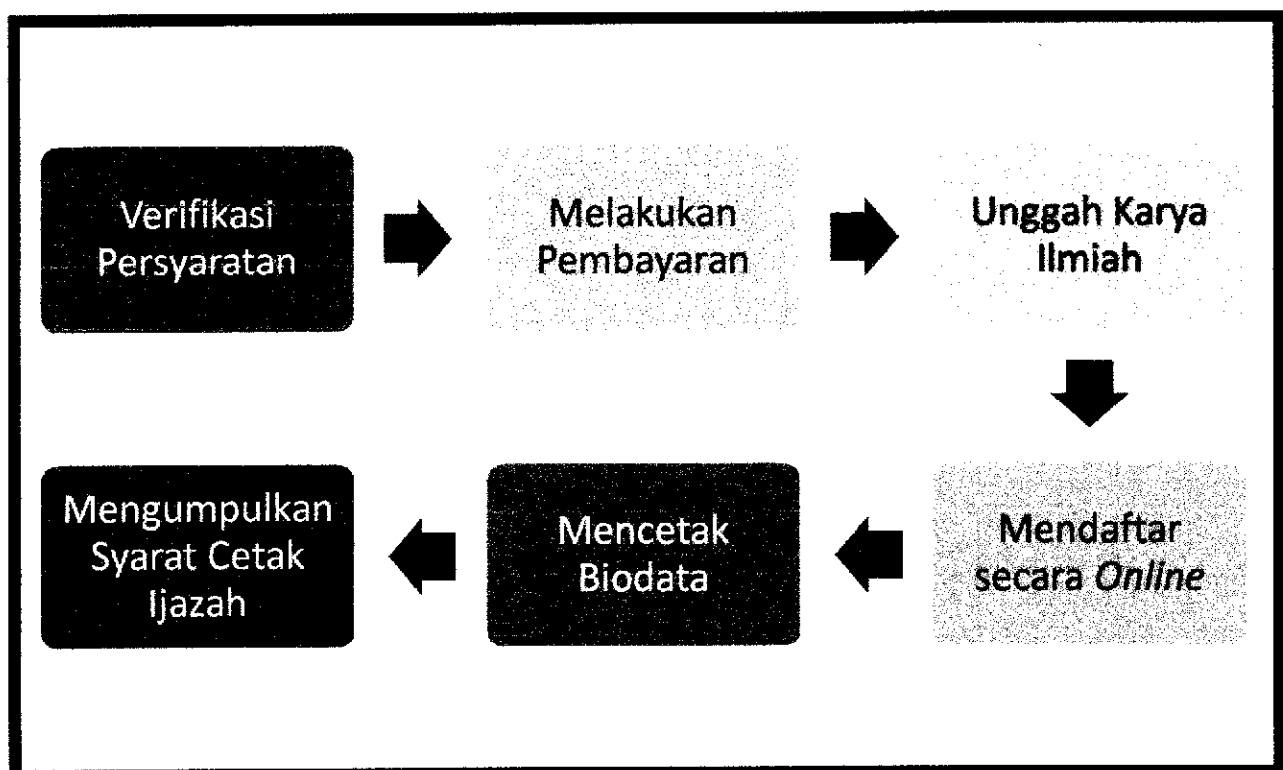 Verifikasi
Persyaratan
Melakukan
Pembayaran
Unggah Karya
Ilmiah
Mendaftar
secara Online
Mencetak
Biodata
Mengumpulkan
Syarat Cetak
Ijazah